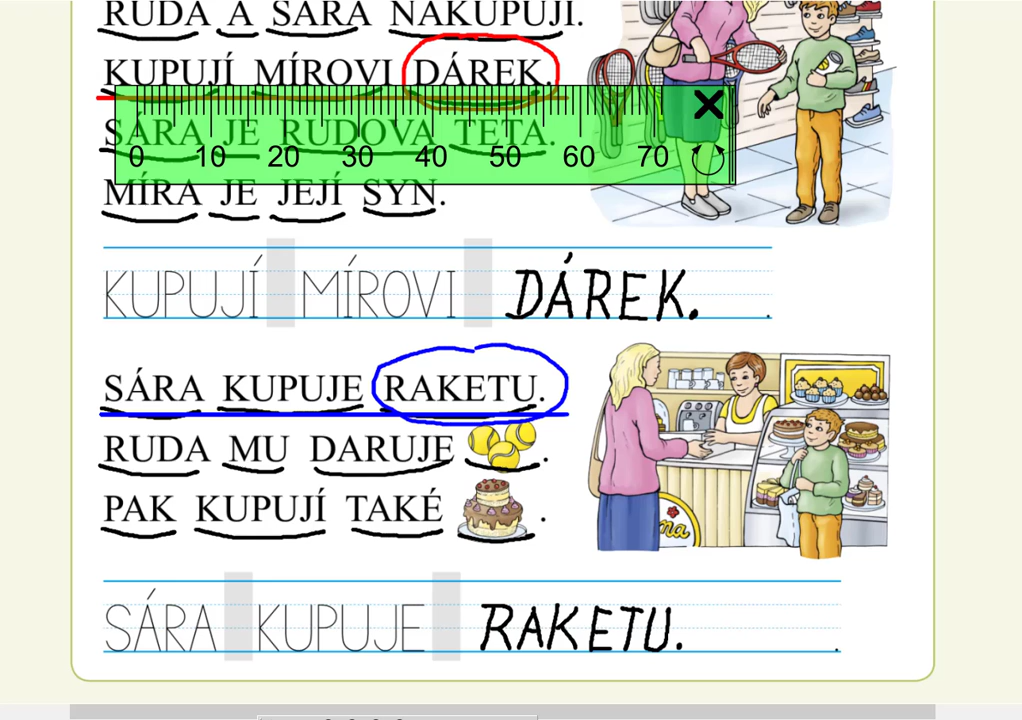 RUDA A SÁRA NAKUPUJÍ.
KUPUJÍ MÍROVI DÁREK.
SÁRA JE RUDOVA TETA.
0 10 20 30 40 50 60 70
MÍRA JE JEJÍ SYN.
KUPUJÍ MÍROVI DÁREK. .
SÁRA KUPUJE RAKETU.
RUDA MU DARUJE .
PAK KUPUJÍ TAKÉ .
ma
SÁRA KUPUJE RAKETU. .